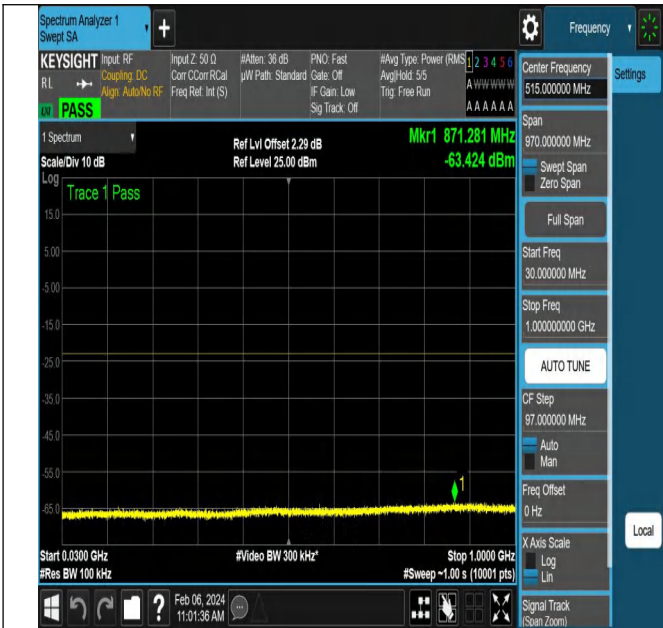 Spectrum Analyzer 1
Swept SA
+
Frequency
KEYSIGHT
RL
PASS
Input: RF
Coupling: DC
Align: Auto/No RF
Input Z: 50 Ω
Corr CCorr RCal
Freq Ref: Int (S)
#Atten: 36 dB
µW Path: Standard
PNO: Fast
Gate: Off
IF Gain: Low
Sig Track: Off
#Avg Type: Power (RMS
Avg|Hold: 5/5
Trig: Free Run
1 2 3 4 5 6
A W W W W W
A A A A A A
1 Spectrum
Scale/Div 10 dB
Log
Ref Lvl Offset 2.29 dB
Ref Level 25.00 dBm
Mkr1 871.281 MHz
-63.424 dBm
Trace 1 Pass
15.0
5.00
-5.00
-15.0
-25.0
-35.0
-45.0
-55.0
-65.0
1
Start 0.0300 GHz
#Res BW 100 kHz
#Video BW 300 kHz*
Stop 1.0000 GHz
#Sweep ~1.00 s (10001 pts)
Feb 06, 2024
11:01:36 AM
?
Center Frequency
515.000000 MHz
Settings
Span
970.000000 MHz
Swept Span
Zero Span
Full Span
Start Freq
30.000000 MHz
Stop Freq
1.000000000 GHz
AUTO TUNE
CF Step
97.000000 MHz
Auto
Man
Freq Offset
0 Hz
Local
X Axis Scale
Log
Lin
Signal Track
(Span Zoom)